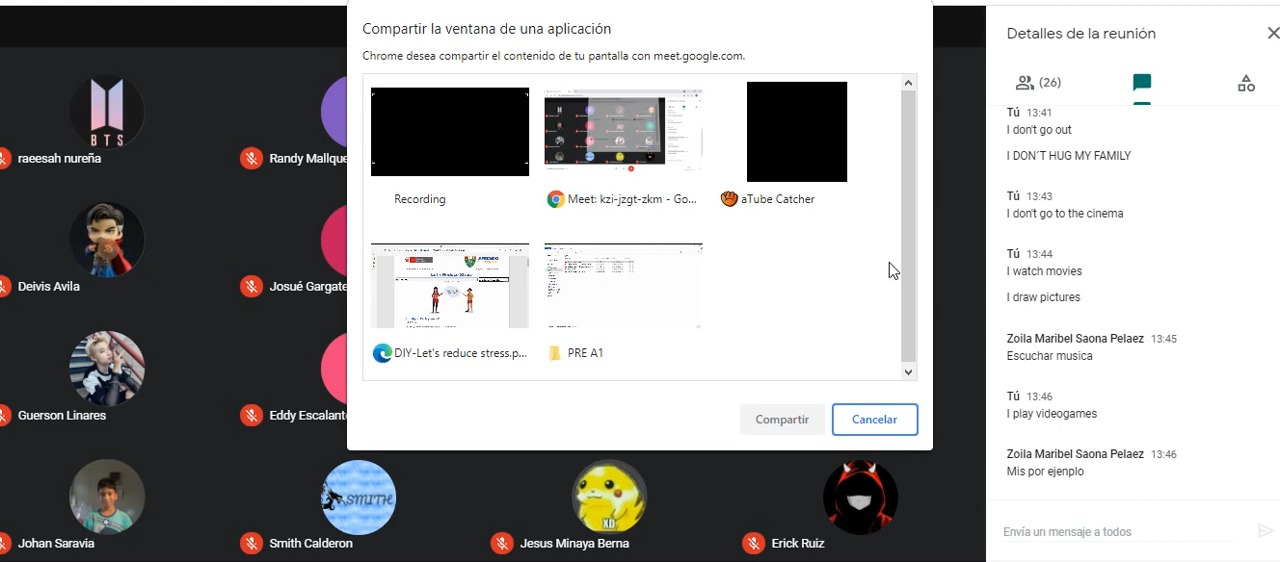 Compartir la ventana de una aplicación
Chrome desea compartir el contenido de tu pantalla con meet.google.com.
Recording
Meet: kzi-jzgt-zkm - Go...
aTube Catcher
DIY-Let's reduce stress.p...
PRE A1
Compartir
Cancelar
BTS
raeesah nureña
Randy Mallque
Deivis Avila
Josué Gargate
Guerson Linares
Eddy Escalant
SMITH
XD
Johan Saravia
Smith Calderon
Jesus Minaya Berna
Erick Ruiz
Detalles de la reunión
(26)
Tú 13:41
I don't go out
I DON´T HUG MY FAMILY
Tú 13:43
I don't go to the cinema
Tú 13:44
I watch movies
I draw pictures
Zoila Maribel Saona Pelaez 13:45
Escuchar musica
Tú 13:46
I play videogames
Zoila Maribel Saona Pelaez 13:46
Mis por ejenplo
Envía un mensaje a todos